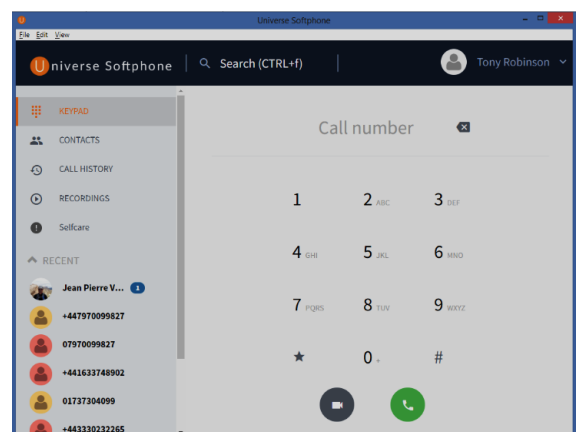 Universe Softphone
File Edit View
Universe Softphone
Search (CTRL+f)
Tony Robinson
KEYPAD
CONTACTS
CALL HISTORY
RECORDINGS
Selfcare
RECENT
Jean Pierre V... 1
+447970099827
07970099827
+441633748902
01737304099
+443330232265
Call number
1
2 ABC
3 DEF
4 GHI
5 JKL
6 MNO
7 PQRS
8 TUV
9 WXYZ
★
0 +
#